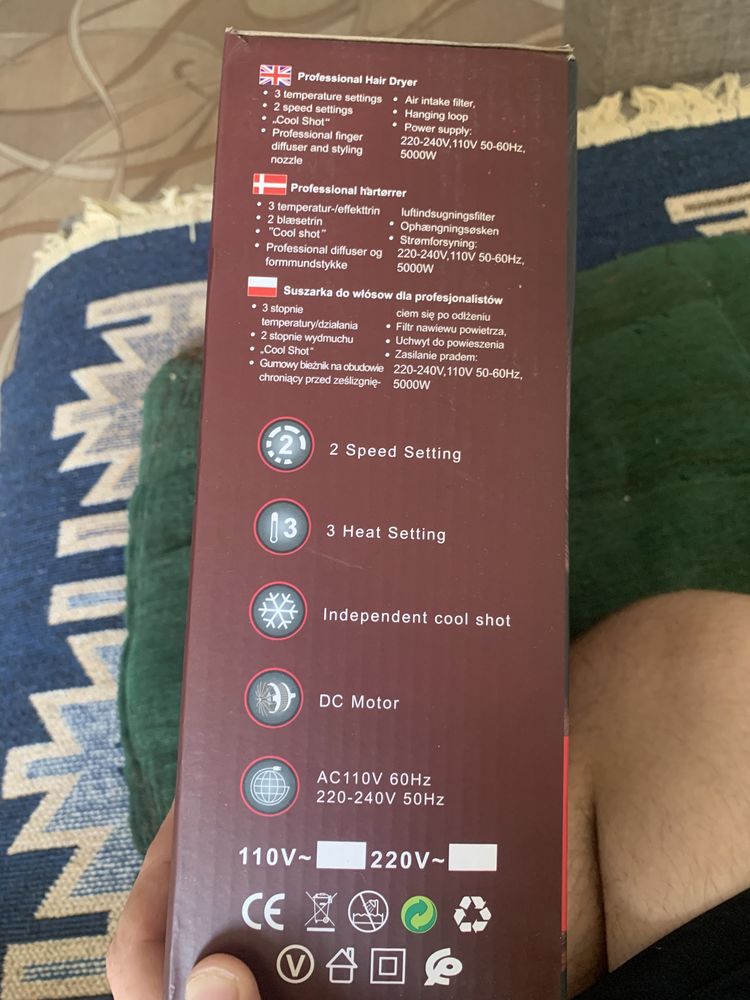 Professional Hair Dryer
• 3 temperature settings
• 2 speed settings
• „Cool Shot"
• Professional finger
diffuser and styling
nozzle
• Air intake filter,
• Hanging loop
• Power supply:
220-240V,110V 50-60Hz,
5000W
Professional hartørrer
• 3 temperatur-/effekttrin
• 2 blæsetrin
• "Cool shot"
• Professional diffuser og
formmundstykke
luftindsugningsfilter
• Ophængningsøsken
• Strømforsyning:
220-240V,110V 50-60Hz,
5000W
Suszarka do wlósow dla profesjonalistów
• 3 stopnie
temperatury/dzialania
• 2 stopnie wydmuchu
• „Cool Shot"
• Gumowy bieżnik na obudowie
chroniący przed ześlizgnię-
ciem się po odłżeniu
• Filtr nawiewu powietrza,
• Uchwyt do powieszenia
• Zasilanie pradem:
220-240V,110V 50-60Hz,
5000W
2
2 Speed Setting
3
3 Heat Setting
Independent cool shot
DC Motor
AC110V 60Hz
220-240V 50Hz
110V~ 220V~
CE
V